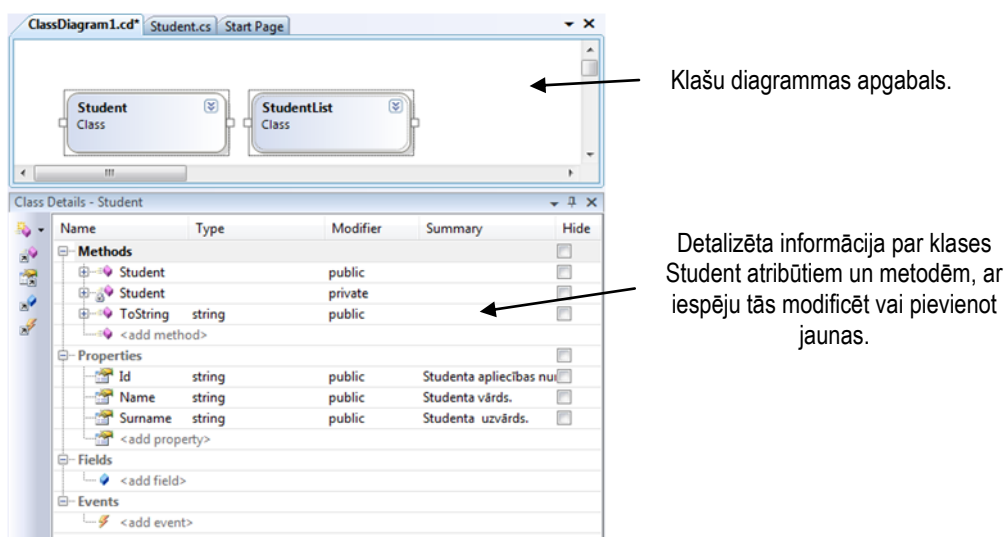 ClassDiagram1.cd* Student.cs Start Page
Student
Class
StudentList
Class
Klašu diagrammas apgabals.
Class Details - Student
Name Type Modifier Summary Hide
Methods
Student public
Student private
ToString string public
<add method>
Properties
Id string public Studenta apliecības
Name string public Studenta vārds.
Surname string public Studenta uzvārds.
<add property>
Fields
<add field>
Events
<add event>
Detalizēta informācija par klases
Student atribūtiem un metodēm, ar
iespēju tās modificēt vai pievienot
jaunas.